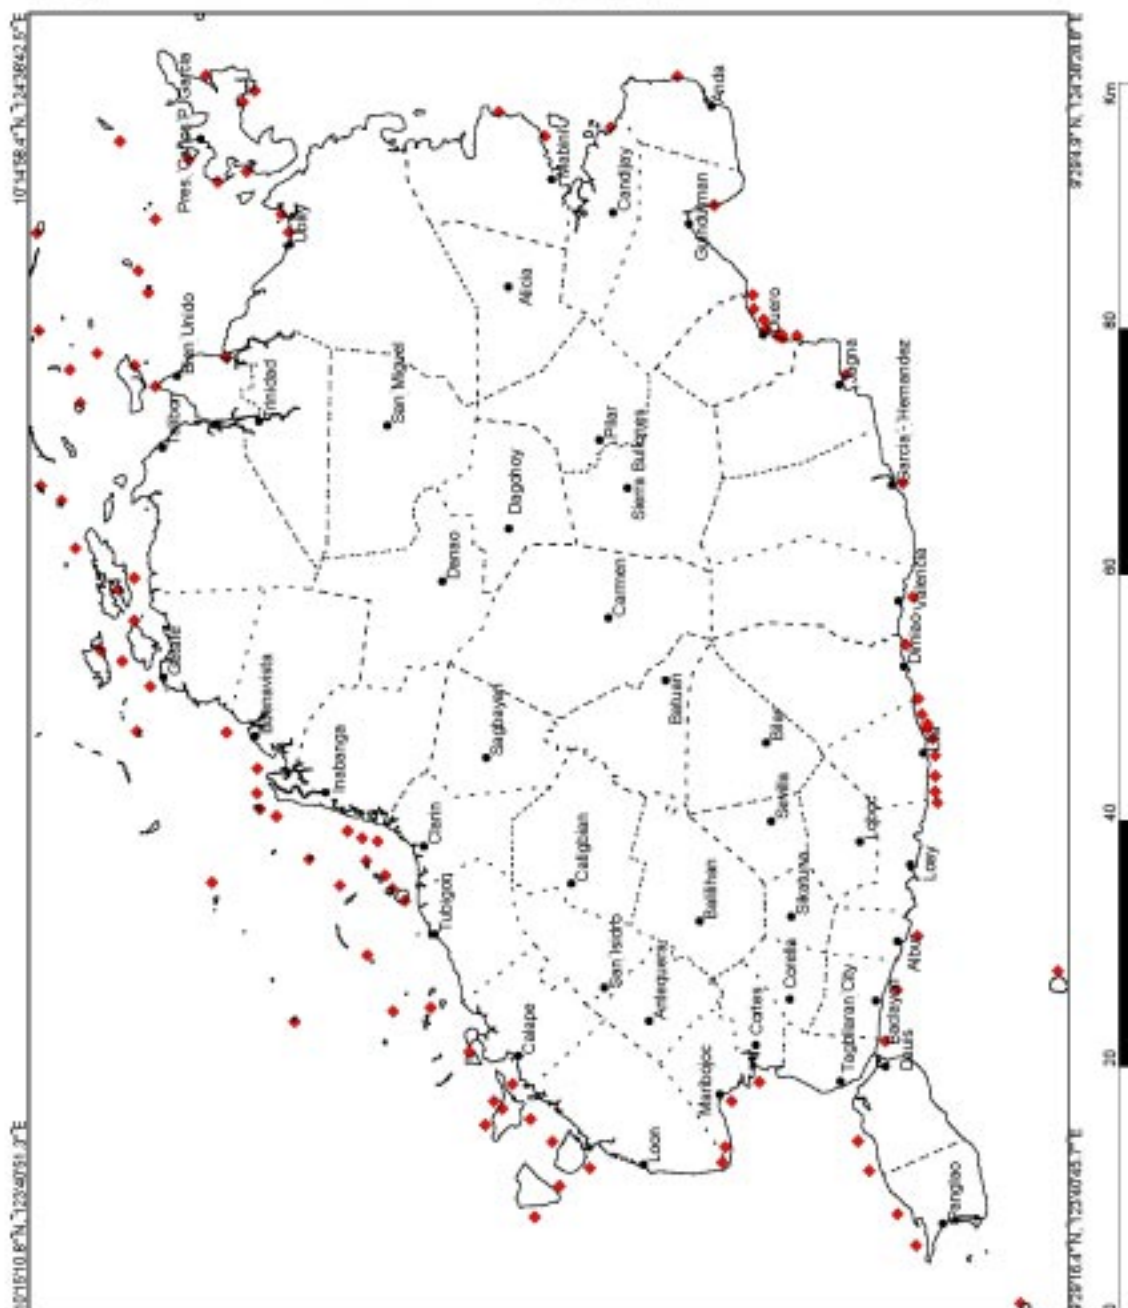 Pres. Carlos P. Garcia
Anda
Mabini
Candijay
Ubay
Guindulman
Alicia
Bien Unido
Duero
Trinidad
San Miguel
Jagna
Talibon
Pilar
Garcia - Hernandez
Sierra Bullones
Dagohoy
Danao
Carmen
Valencia
Dimiao
Getafe
Buenavista
Batuan
Bilar
Sagbayan
Inabanga
Lila
Sevilla
Loboc
Clarin
Catigbian
Loay
Balilihan
Sikatuna
Tubigon
San Isidro
Antequera
Corella
Alburquerque
Baclayon
Tagbilaran City
Cortes
Calape
Dauis
Maribojoc
Loon
Panglao
Km
80
60
40
20
0